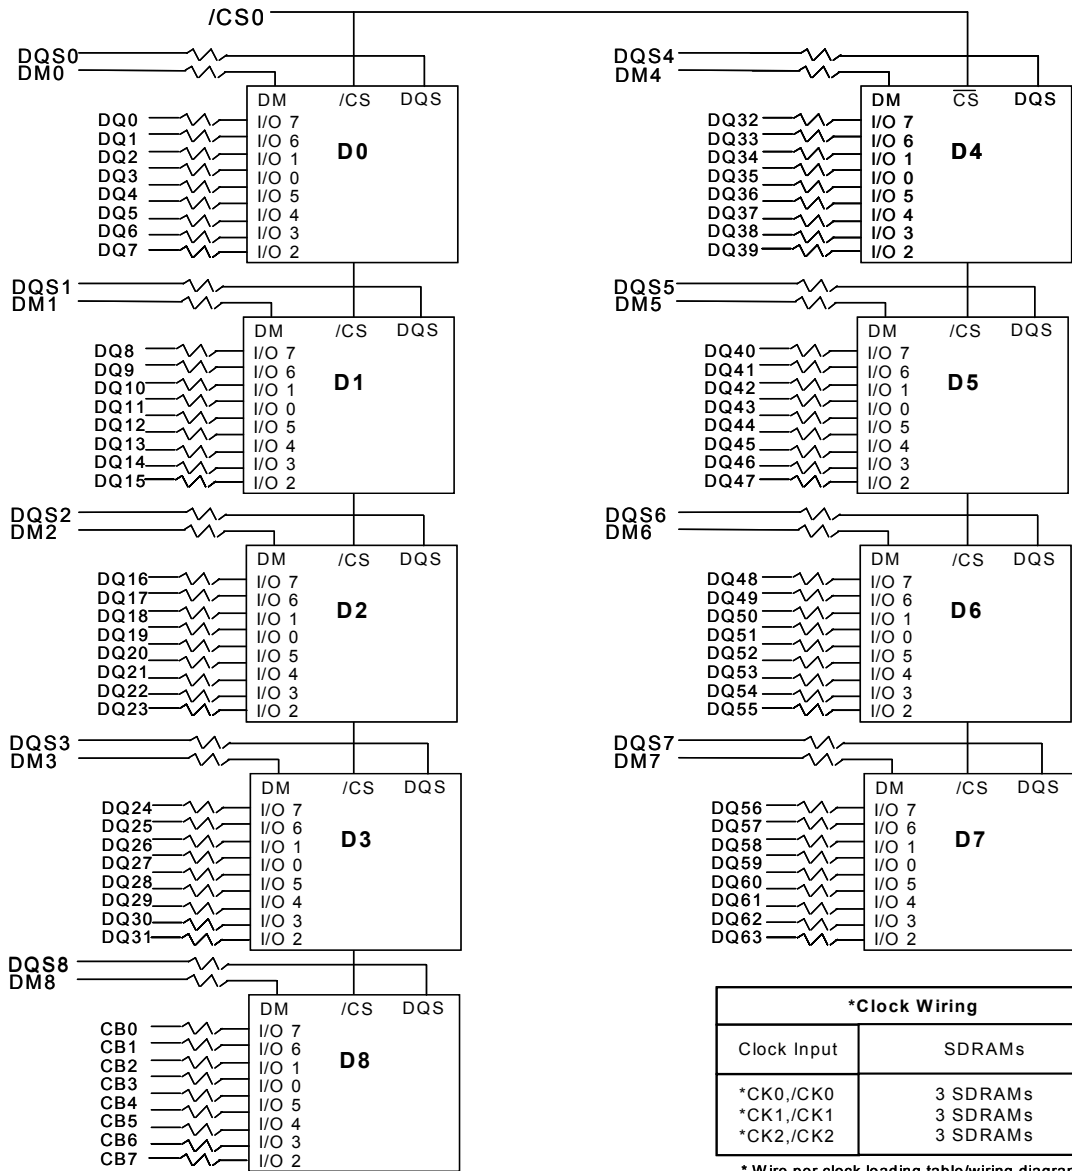 /CS0
DQS0
DM0
DM /CS DQS
D0
DQ0 I/O 7
DQ1 I/O 6
DQ2 I/O 1
DQ3 I/O 0
DQ4 I/O 5
DQ5 I/O 4
DQ6 I/O 3
DQ7 I/O 2
DQS1
DM1
DM /CS DQS
D1
DQ8 I/O 7
DQ9 I/O 6
DQ10 I/O 1
DQ11 I/O 0
DQ12 I/O 5
DQ13 I/O 4
DQ14 I/O 3
DQ15 I/O 2
DQS2
DM2
DM /CS DQS
D2
DQ16 I/O 7
DQ17 I/O 6
DQ18 I/O 1
DQ19 I/O 0
DQ20 I/O 5
DQ21 I/O 4
DQ22 I/O 3
DQ23 I/O 2
DQS3
DM3
DM /CS DQS
D3
DQ24 I/O 7
DQ25 I/O 6
DQ26 I/O 1
DQ27 I/O 0
DQ28 I/O 5
DQ29 I/O 4
DQ30 I/O 3
DQ31 I/O 2
DQS8
DM8
DM /CS DQS
D8
CB0 I/O 7
CB1 I/O 6
CB2 I/O 1
CB3 I/O 0
CB4 I/O 5
CB5 I/O 4
CB6 I/O 3
CB7 I/O 2
DQS4
DM4
DM CS DQS
D4
DQ32 I/O 7
DQ33 I/O 6
DQ34 I/O 1
DQ35 I/O 0
DQ36 I/O 5
DQ37 I/O 4
DQ38 I/O 3
DQ39 I/O 2
DQS5
DM5
DM /CS DQS
D5
DQ40 I/O 7
DQ41 I/O 6
DQ42 I/O 1
DQ43 I/O 0
DQ44 I/O 5
DQ45 I/O 4
DQ46 I/O 3
DQ47 I/O 2
DQS6
DM6
DM /CS DQS
D6
DQ48 I/O 7
DQ49 I/O 6
DQ50 I/O 1
DQ51 I/O 0
DQ52 I/O 5
DQ53 I/O 4
DQ54 I/O 3
DQ55 I/O 2
DQS7
DM7
DM /CS DQS
D7
DQ56 I/O 7
DQ57 I/O 6
DQ58 I/O 1
DQ59 I/O 0
DQ60 I/O 5
DQ61 I/O 4
DQ62 I/O 3
DQ63 I/O 2
*Clock Wiring
Clock Input SDRAMs
*CK0,/CK0 3 SDRAMs
*CK1,/CK1 3 SDRAMs
*CK2,/CK2 3 SDRAMs
* Wire per clock loading table/wiring diagram